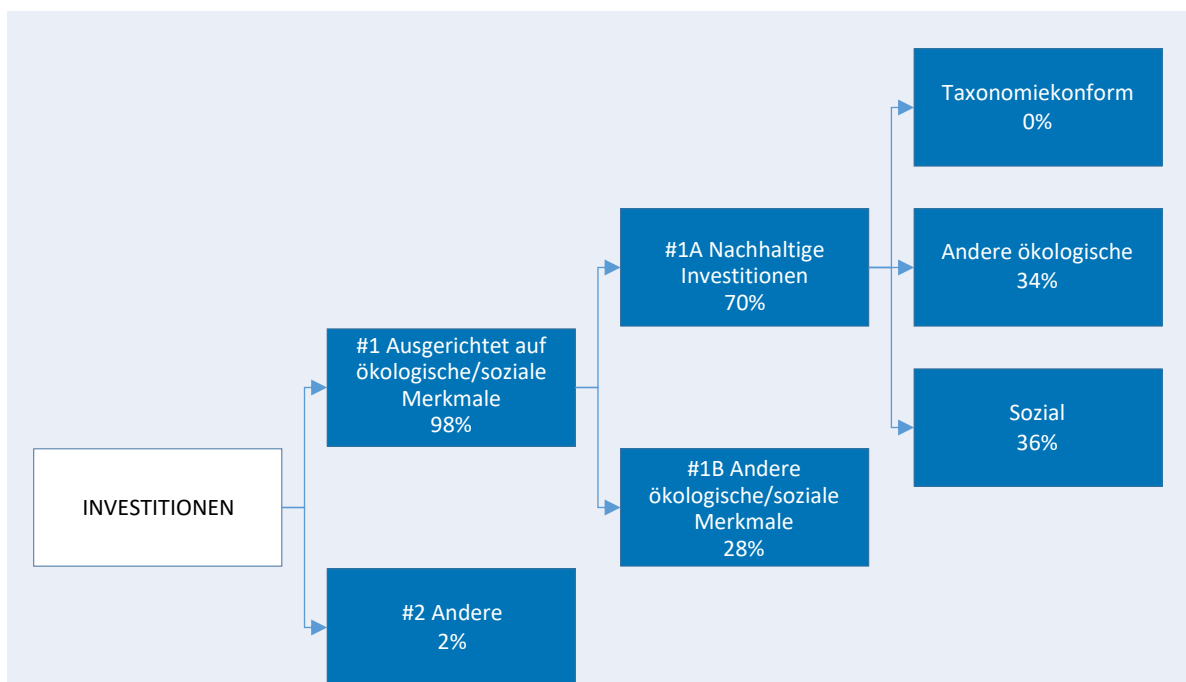 INVESTITIONEN
#1 Ausgerichtet auf
ökologische/soziale
Merkmale
98%
#2 Andere
2%
#1A Nachhaltige
Investitionen
70%
#1B Andere
ökologische/soziale
Merkmale
28%
Taxonomiekonform
0%
Andere ökologische
34%
Sozial
36%